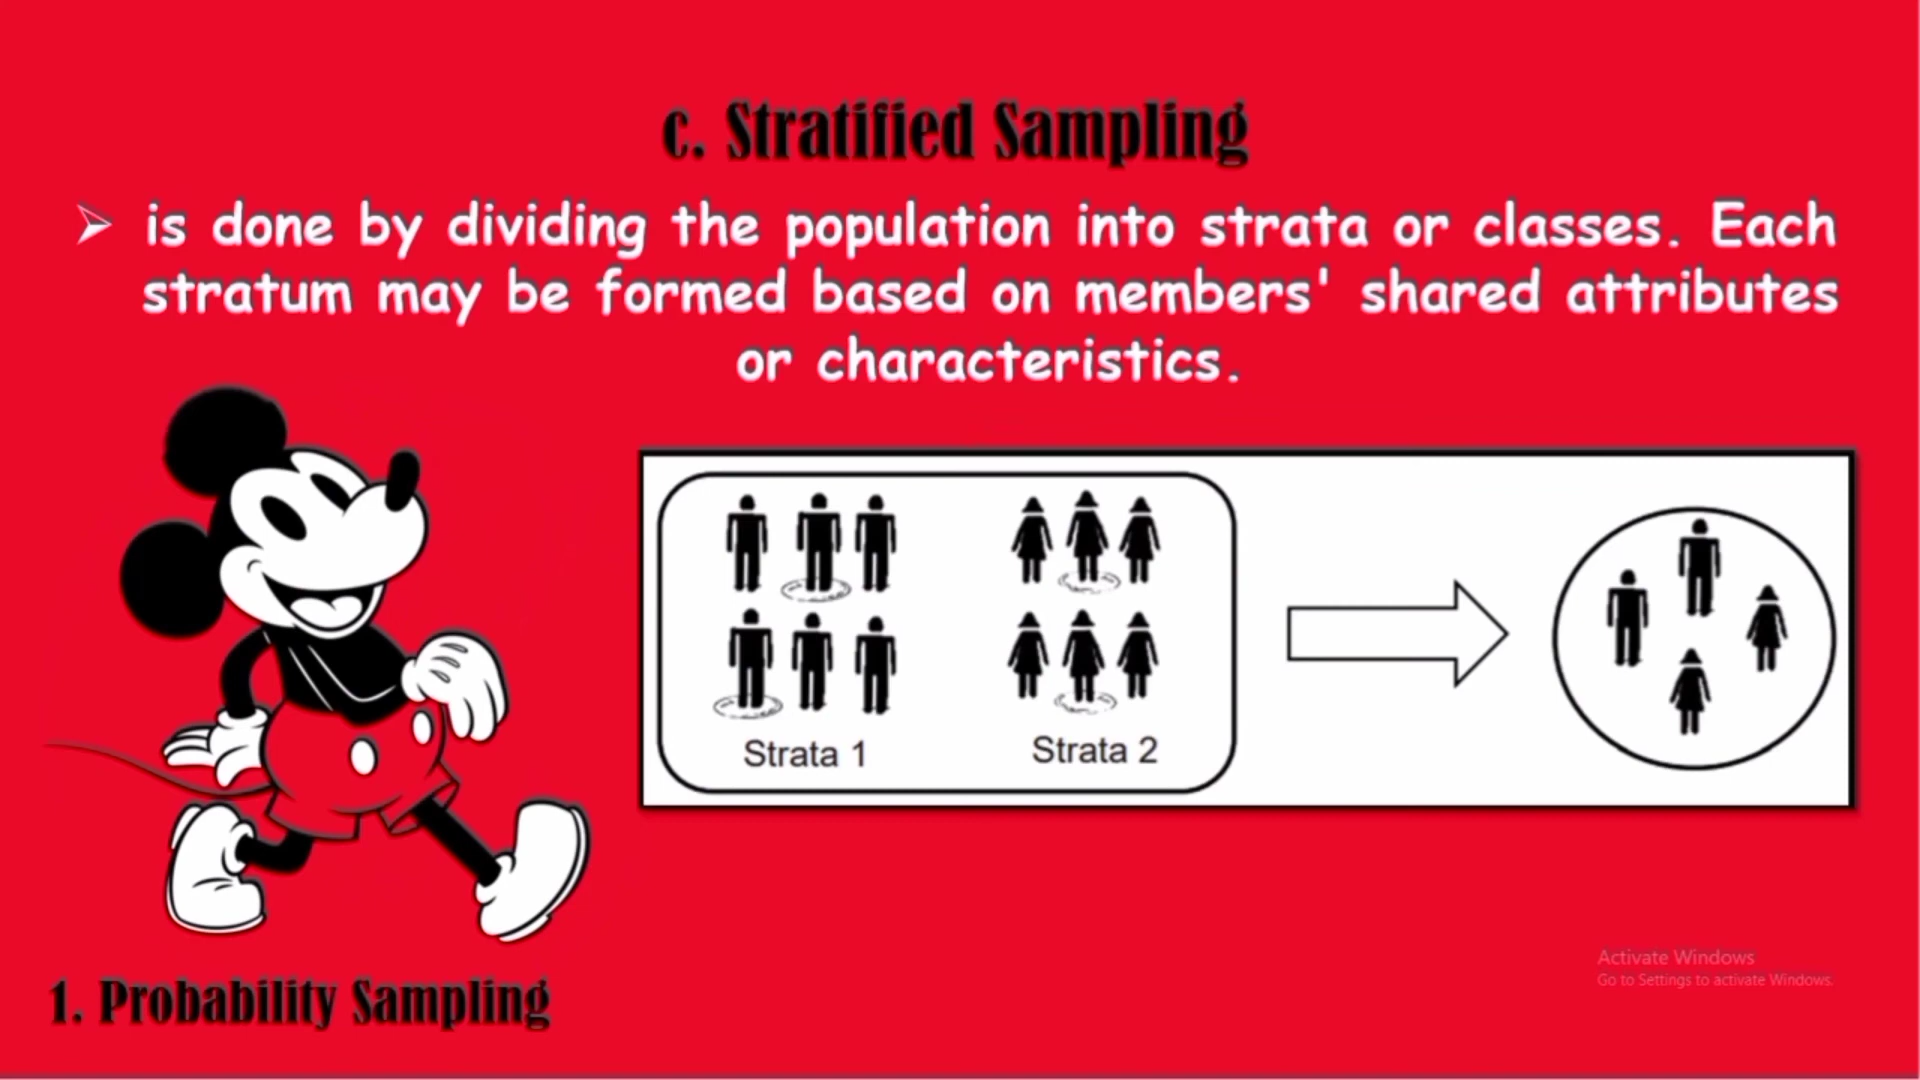 c. Stratified Sampling
➢ is done by dividing the population into strata or classes. Each
stratum may be formed based on members' shared attributes
or characteristics.
Strata 1
Strata 2
1. Probability Sampling
Activate Windows
Go to Settings to activate Windows.